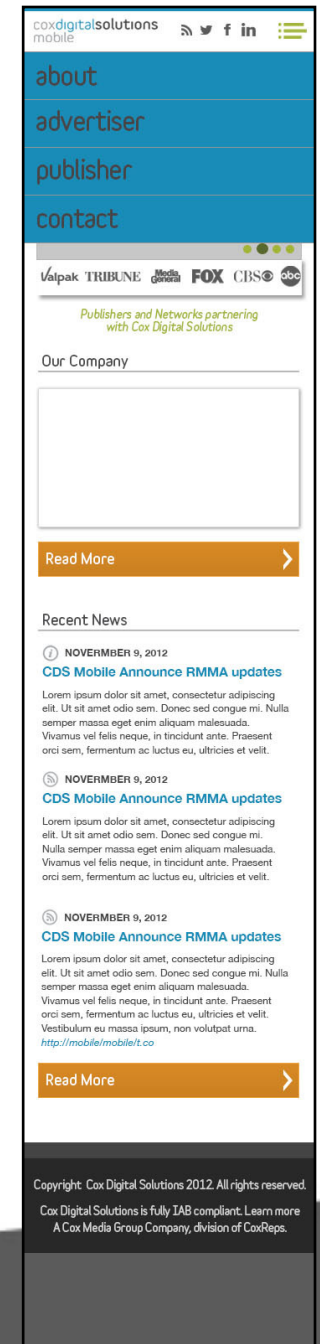 coxdigitalsolutions
mobile
f in
about
advertiser
publisher
contact
Valpak TRIBUNE Media General FOX CBS abc
Publishers and Networks partnering
with Cox Digital Solutions
Our Company
Read More
Recent News
i NOVERMBER 9, 2012
CDS Mobile Announce RMMA updates
Lorem ipsum dolor sit amet, consectetur adipiscing
elit. Ut sit amet odio sem. Donec sed congue mi. Nulla
semper massa eget enim aliquam malesuada.
Vivamus vel felis neque, in tincidunt ante. Praesent
orci sem, fermentum ac luctus eu, ultricies et velit.
NOVERMBER 9, 2012
CDS Mobile Announce RMMA updates
Lorem ipsum dolor sit amet, consectetur adipiscing
elit. Ut sit amet odio sem. Donec sed congue mi.
Nulla semper massa eget enim aliquam malesuada.
Vivamus vel felis neque, in tincidunt ante. Praesent
orci sem, fermentum ac luctus eu, ultricies et velit.
NOVERMBER 9, 2012
CDS Mobile Announce RMMA updates
Lorem ipsum dolor sit amet, consectetur adipiscing
elit. Ut sit amet odio sem. Donec sed congue mi. Nulla
semper massa eget enim aliquam malesuada.
Vivamus vel felis neque, in tincidunt ante. Praesent
orci sem, fermentum ac luctus eu, ultricies et velit.
Vestibulum eu massa ipsum, non volutpat urna.
http://mobile/mobile/t.co
Read More
Copyright Cox Digital Solutions 2012. All rights reserved.
Cox Digital Solutions is fully IAB compliant. Learn more
A Cox Media Group Company, division of CoxReps.